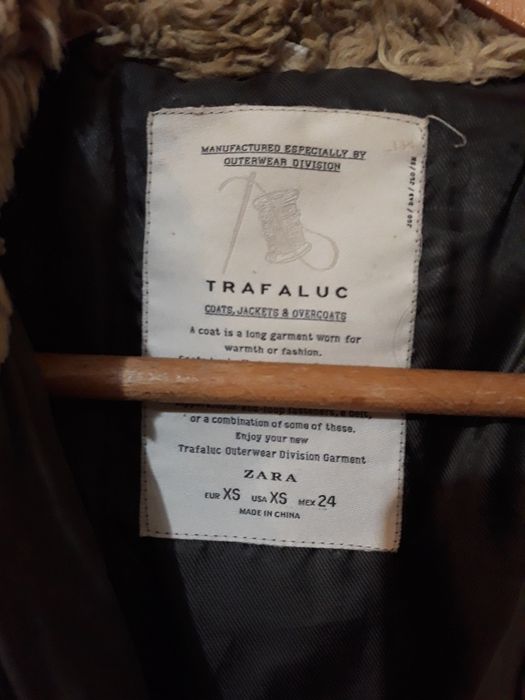 MANUFACTURED ESPECIALLY BY
OUTERWEAR DIVISION
TRAFALUC
COATS, JACKETS & OVERCOATS
A coat is a long garment worn for
warmth or fashion.
fasteners, a belt,
or a combination of some of these.
Enjoy your new
Trafaluc Outerwear Division Garment
ZARA
EUR XS USA XS MEX 24
MADE IN CHINA